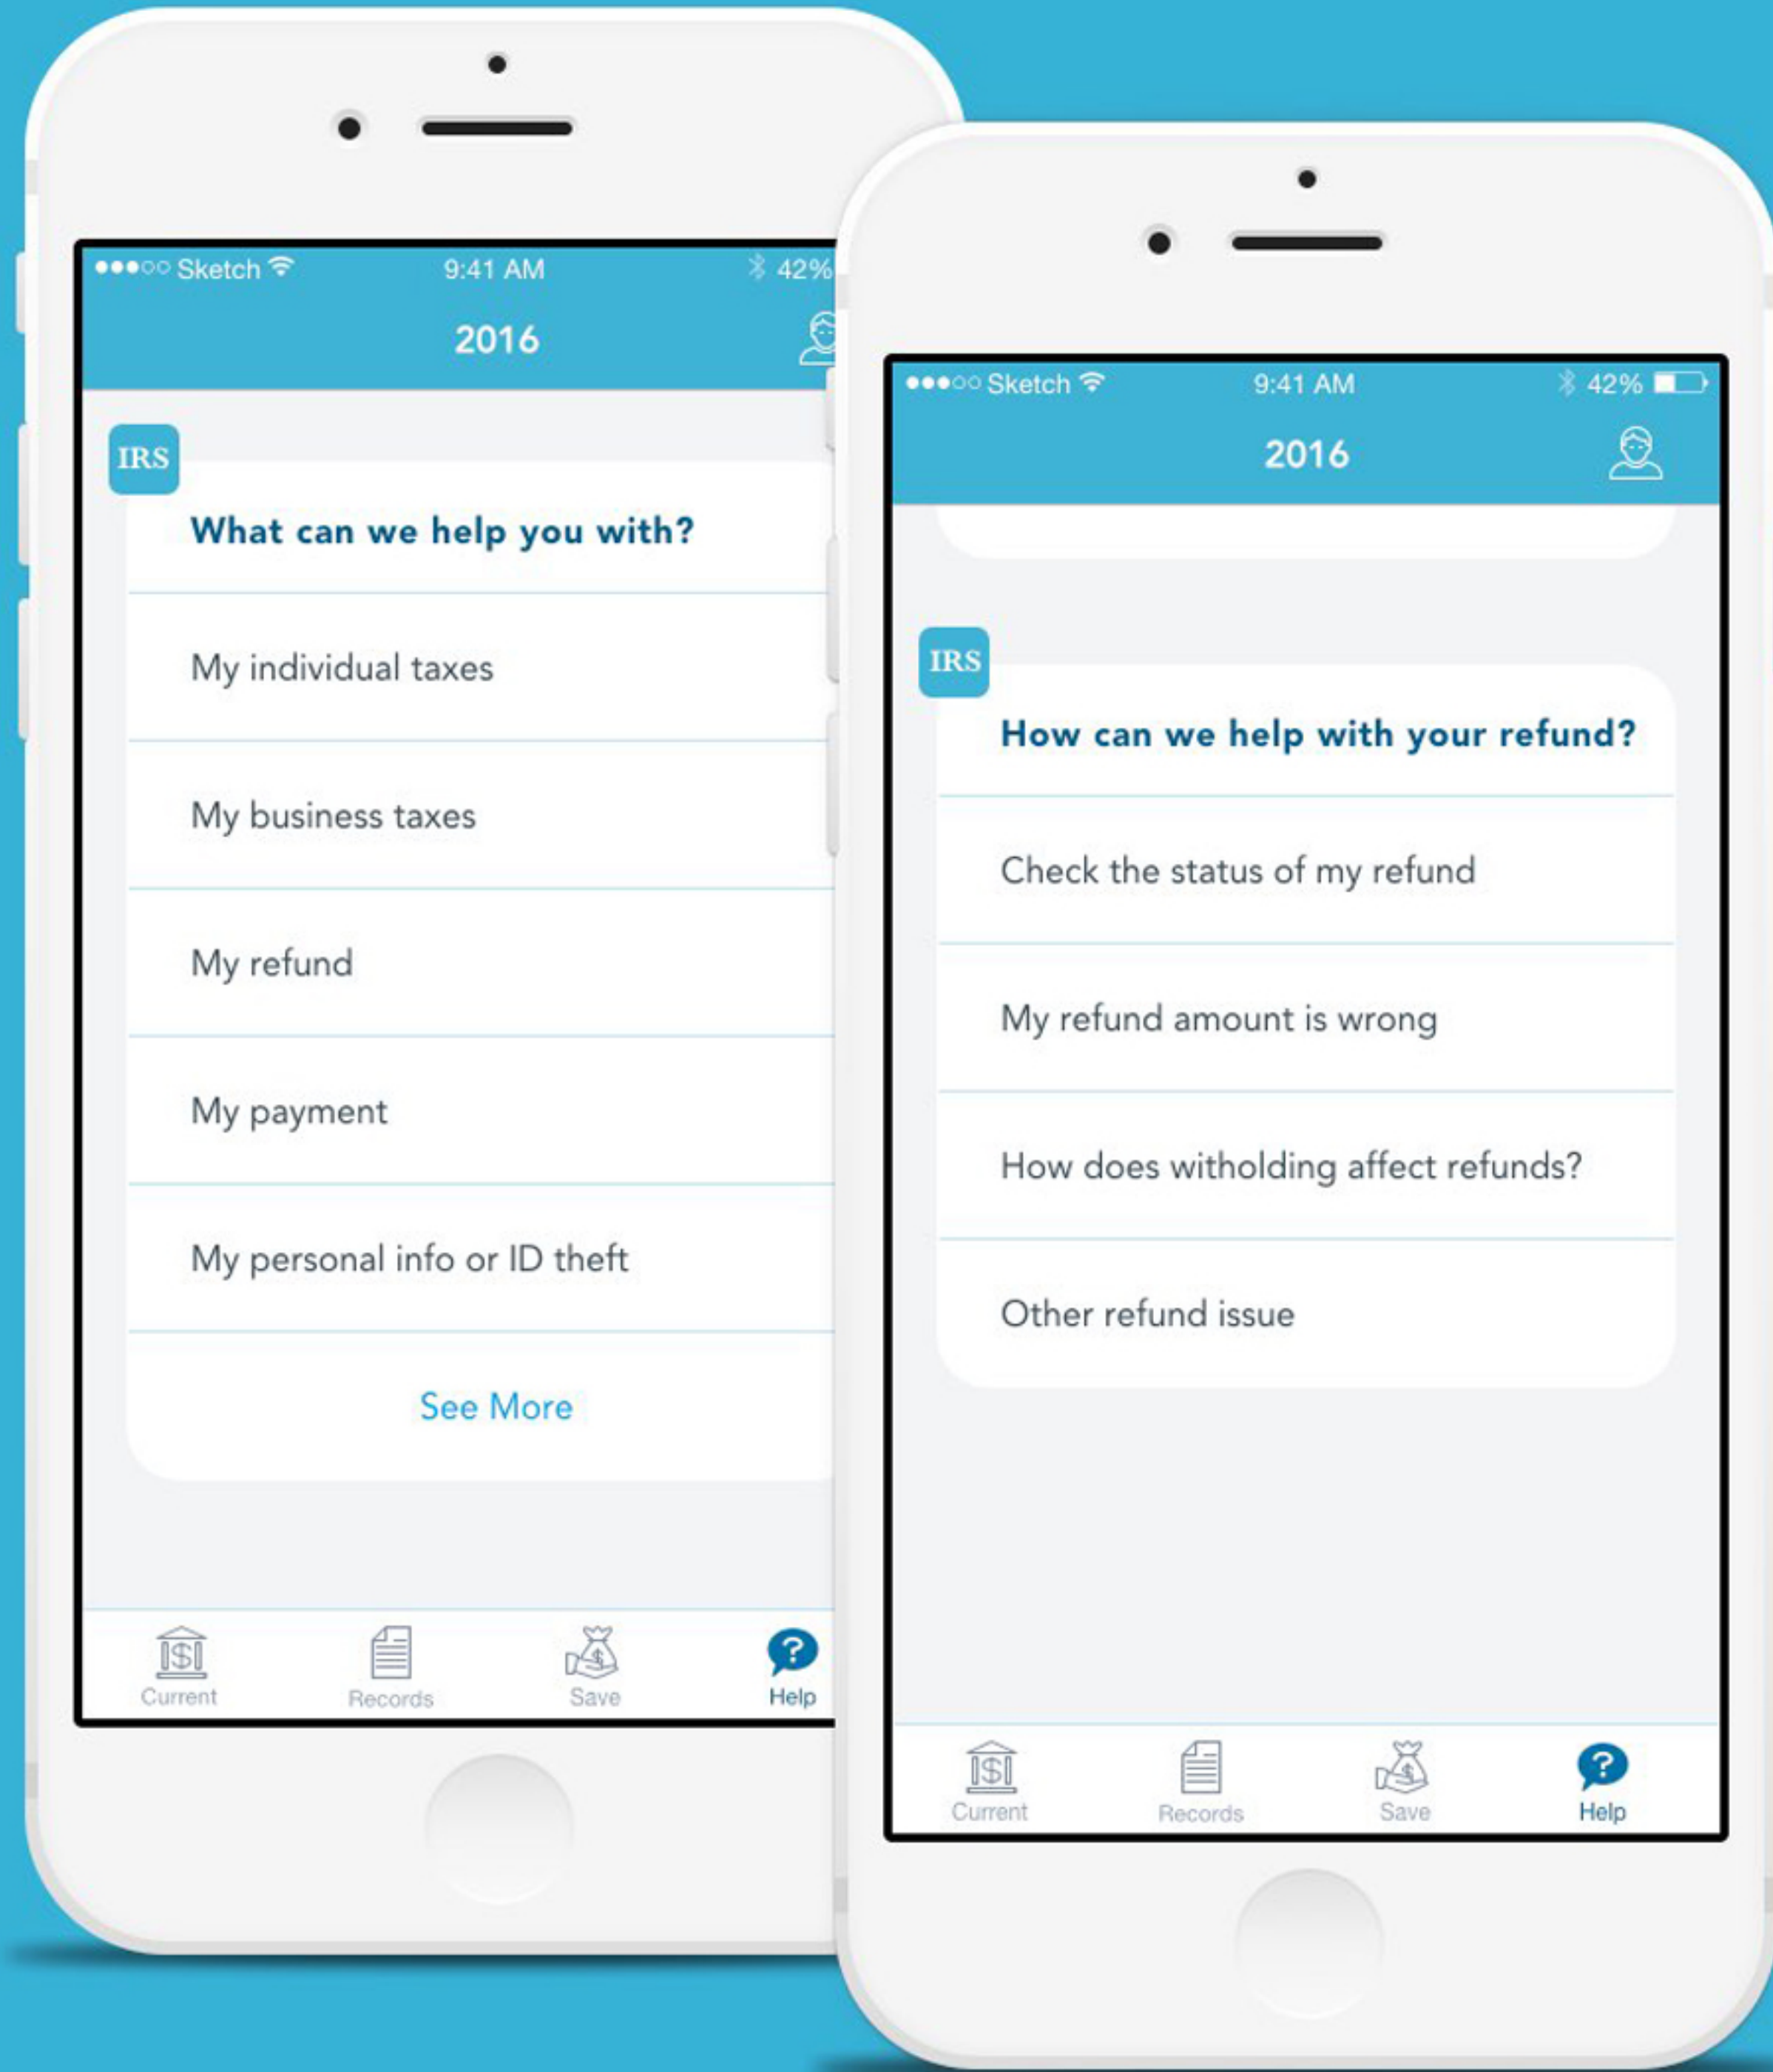 Sketch 9:41 AM 42%
2016
IRS
What can we help you with?
My individual taxes
My business taxes
My refund
My payment
My personal info or ID theft
See More
Current Records Save Help
Sketch 9:41 AM 42%
2016
IRS
How can we help with your refund?
Check the status of my refund
My refund amount is wrong
How does witholding affect refunds?
Other refund issue
Current Records Save Help